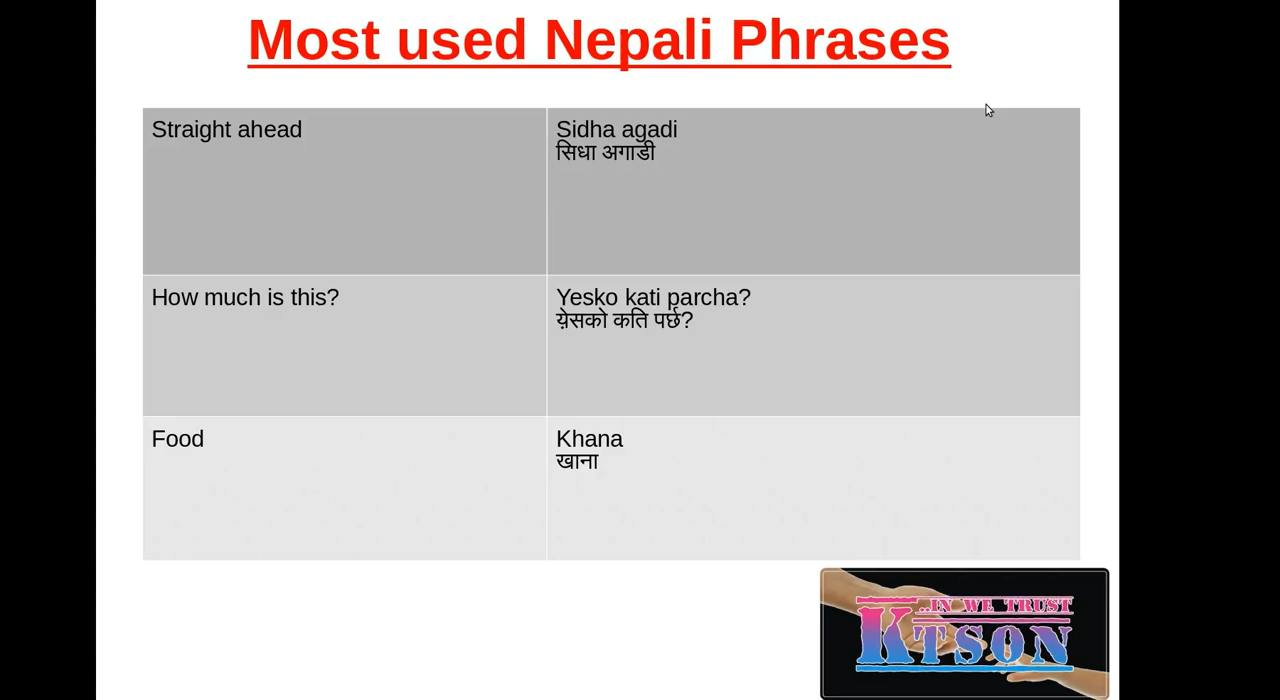 Most used Nepali Phrases
Straight ahead
Sidha agadi
सिधा अगाडी
How much is this?
Yesko kati parcha?
य़ेसको कति पर्छ?
Food
Khana
खाना
..IN WE TRUST
KTSON